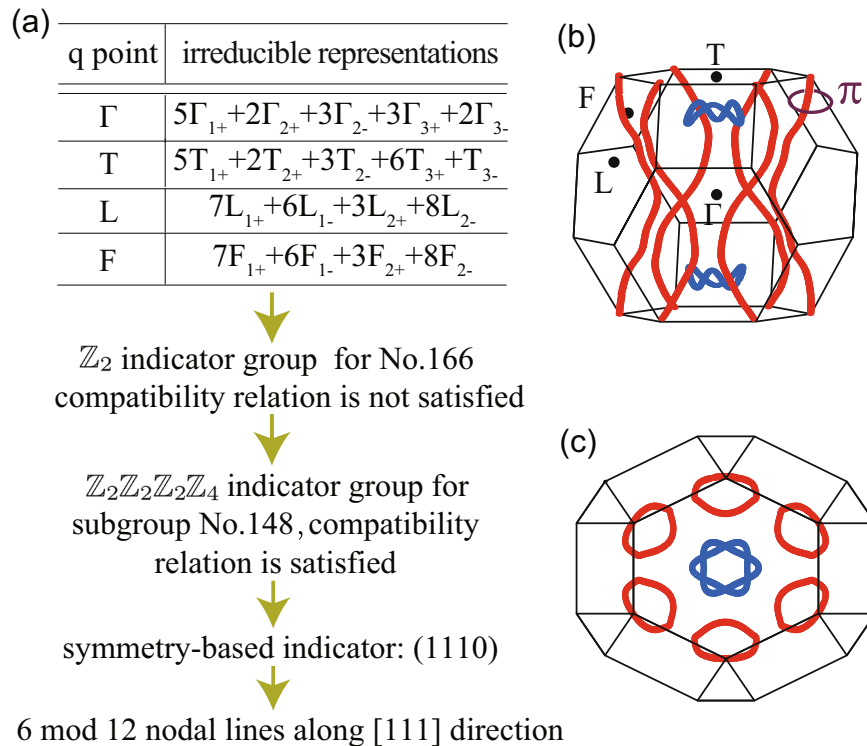 (a)
q point irreducible representations
Γ 5Γ₁₊+2Γ₂₊+3Γ₂₋+3Γ₃₊+2Γ₃₋
T 5T₁₊+2T₂₊+3T₂₋+6T₃₊+T₃₋
L 7L₁₊+6L₁₋+3L₂₊+8L₂₋
F 7F₁₊+6F₁₋+3F₂₊+8F₂₋
ℤ₂ indicator group for No.166
compatibility relation is not satisfied
ℤ₂ℤ₂ℤ₂ℤ₄ indicator group for
subgroup No.148, compatibility
relation is satisfied
symmetry-based indicator: (1110)
6 mod 12 nodal lines along [111] direction
(b)
T
F
π
L
Γ
(c)